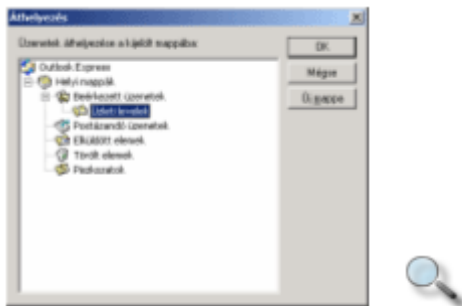 Áthelyezés
Üzenetek áthelyezése a kijelölt mappába:
OK
Mégse
Új mappa
Outlook Express
Helyi mappák
Beérkezett üzenetek
Üzleti levelek
Postázandó üzenetek
Elküldött elemek
Törölt elemek
Piszkozatok